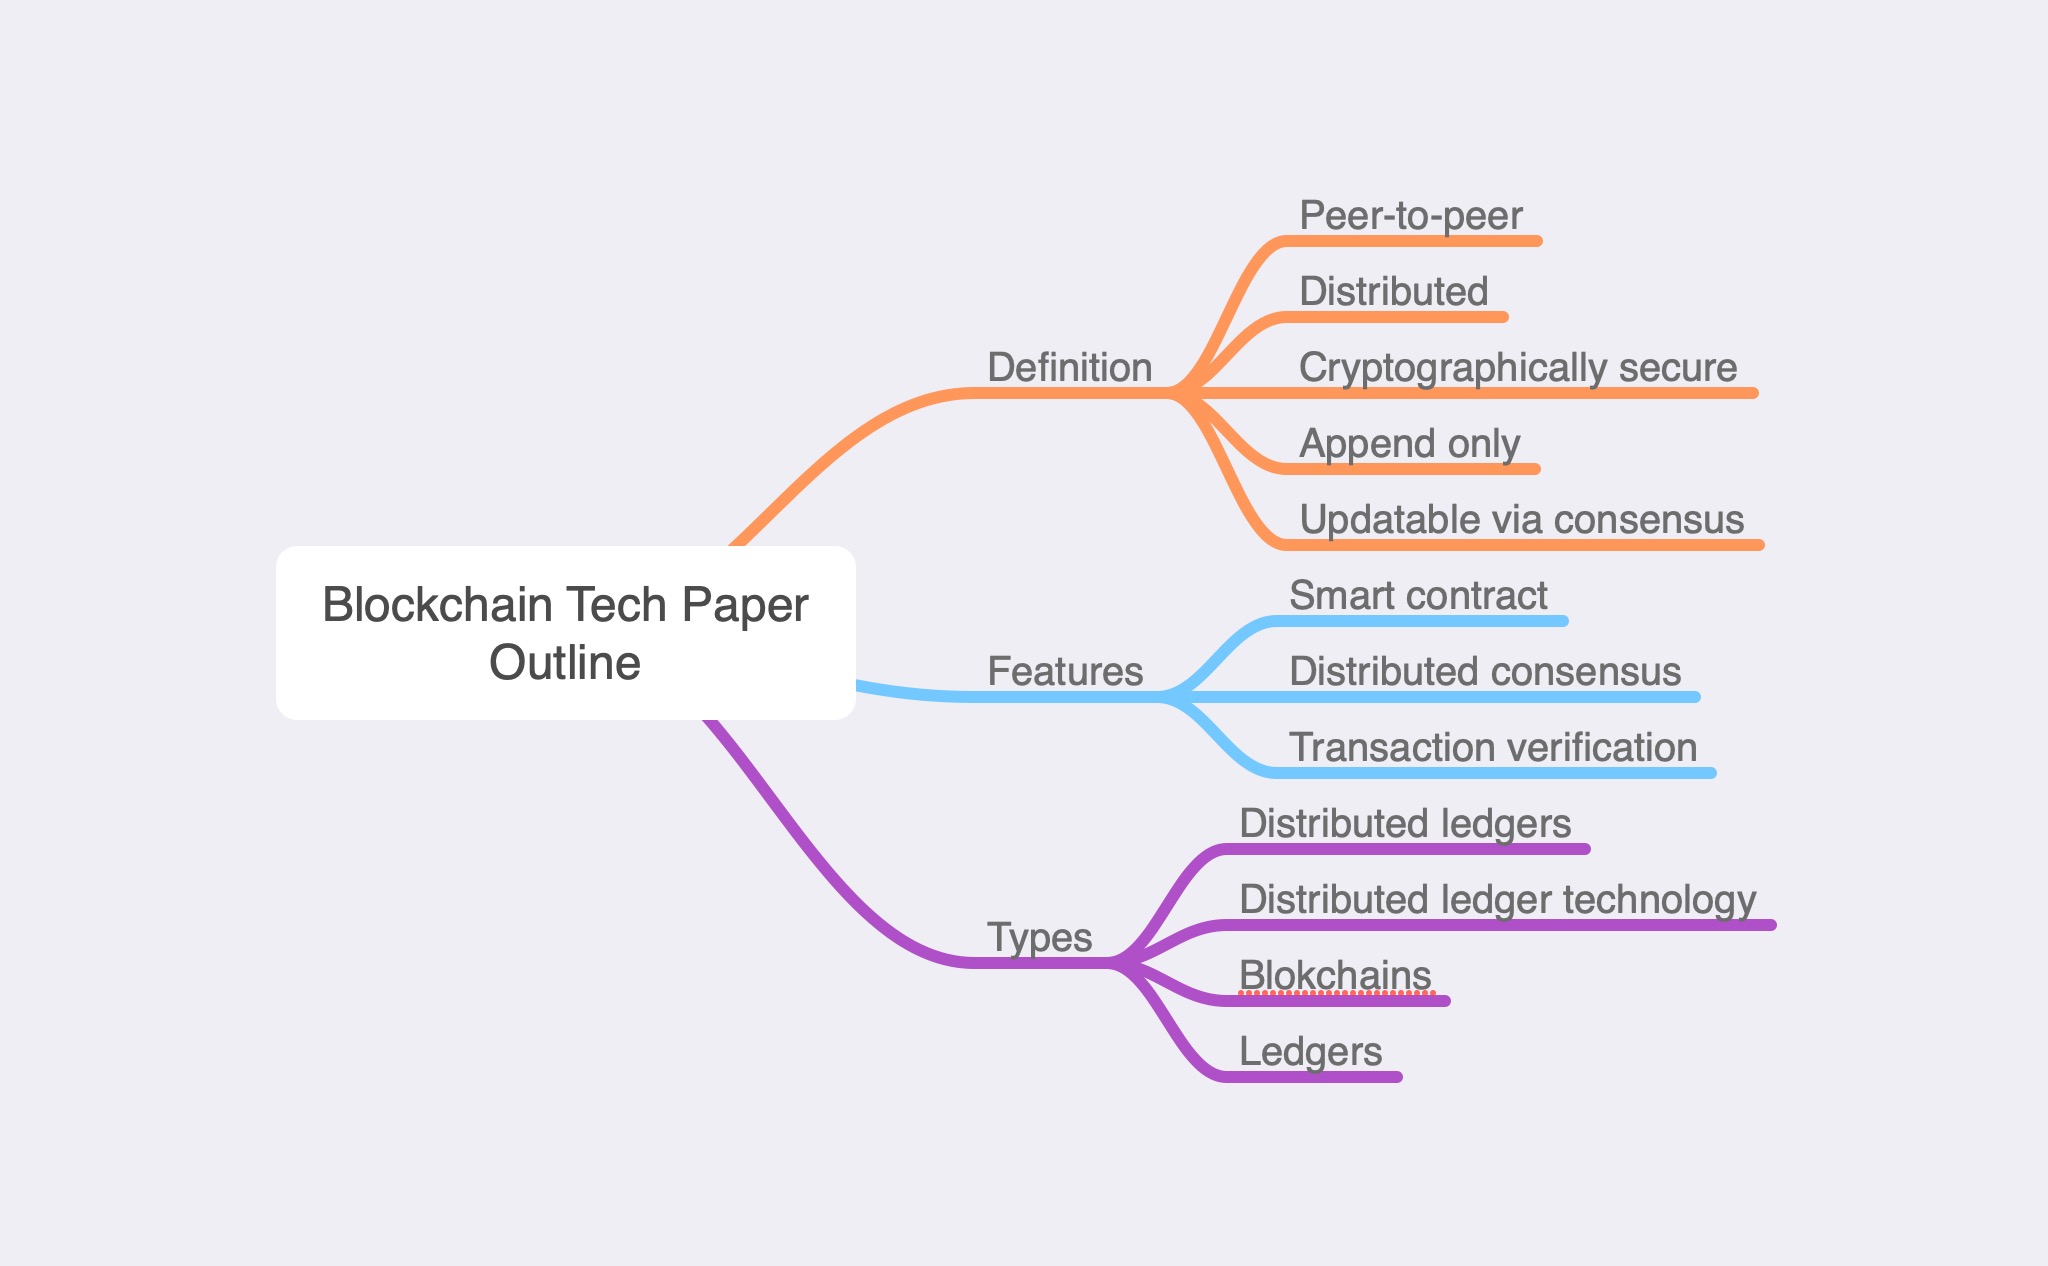 Blockchain Tech Paper
Outline
Definition
Peer-to-peer
Distributed
Cryptographically secure
Append only
Updatable via consensus
Features
Smart contract
Distributed consensus
Transaction verification
Types
Distributed ledgers
Distributed ledger technology
Blokchains
Ledgers